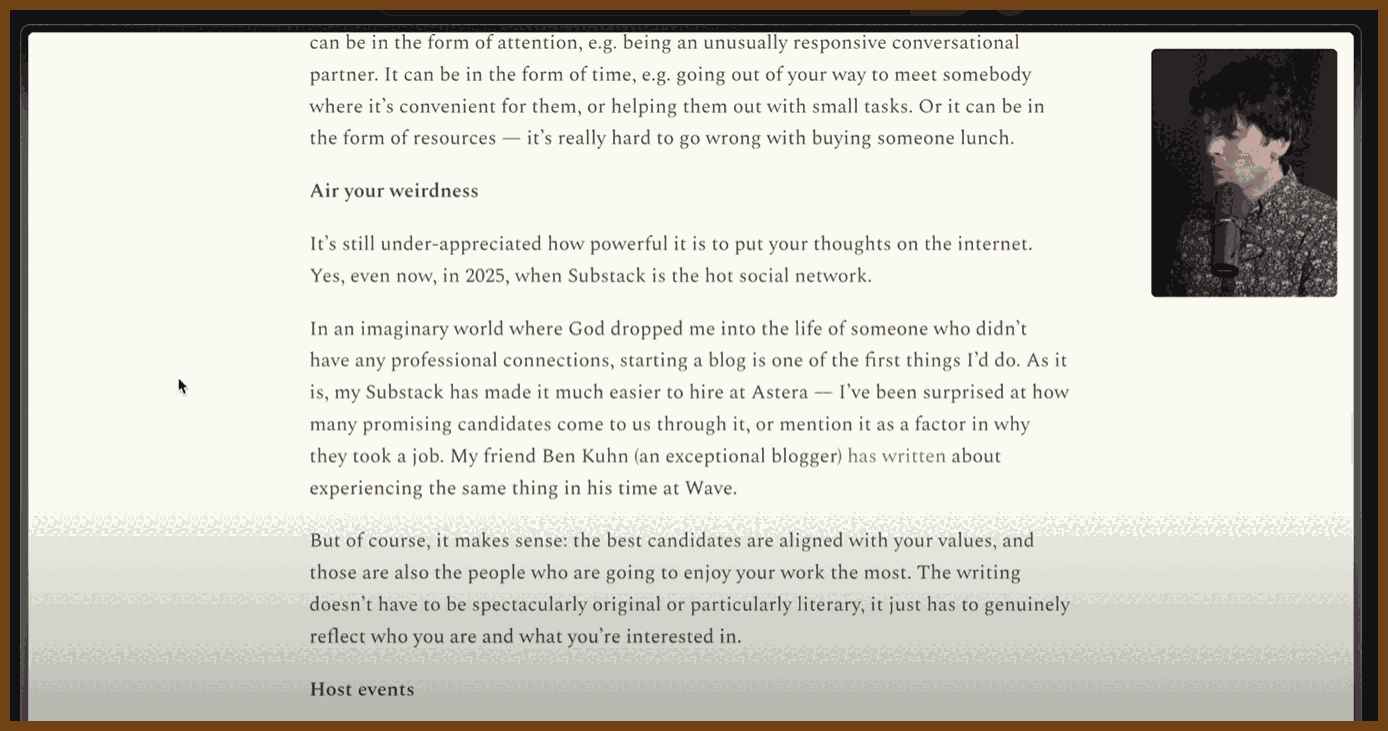 can be in the form of attention, e.g. being an unusually responsive conversational
partner. It can be in the form of time, e.g. going out of your way to meet somebody
where it’s convenient for them, or helping them out with small tasks. Or it can be in
the form of resources — it’s really hard to go wrong with buying someone lunch.
Air your weirdness
It’s still under-appreciated how powerful it is to put your thoughts on the internet.
Yes, even now, in 2025, when Substack is the hot social network.
In an imaginary world where God dropped me into the life of someone who didn’t
have any professional connections, starting a blog is one of the first things I’d do. As it
is, my Substack has made it much easier to hire at Astera — I’ve been surprised at how
many promising candidates come to us through it, or mention it as a factor in why
they took a job. My friend Ben Kuhn (an exceptional blogger) has written about
experiencing the same thing in his time at Wave.
But of course, it makes sense: the best candidates are aligned with your values, and
those are also the people who are going to enjoy your work the most. The writing
doesn’t have to be spectacularly original or particularly literary, it just has to genuinely
reflect who you are and what you’re interested in.
Host events